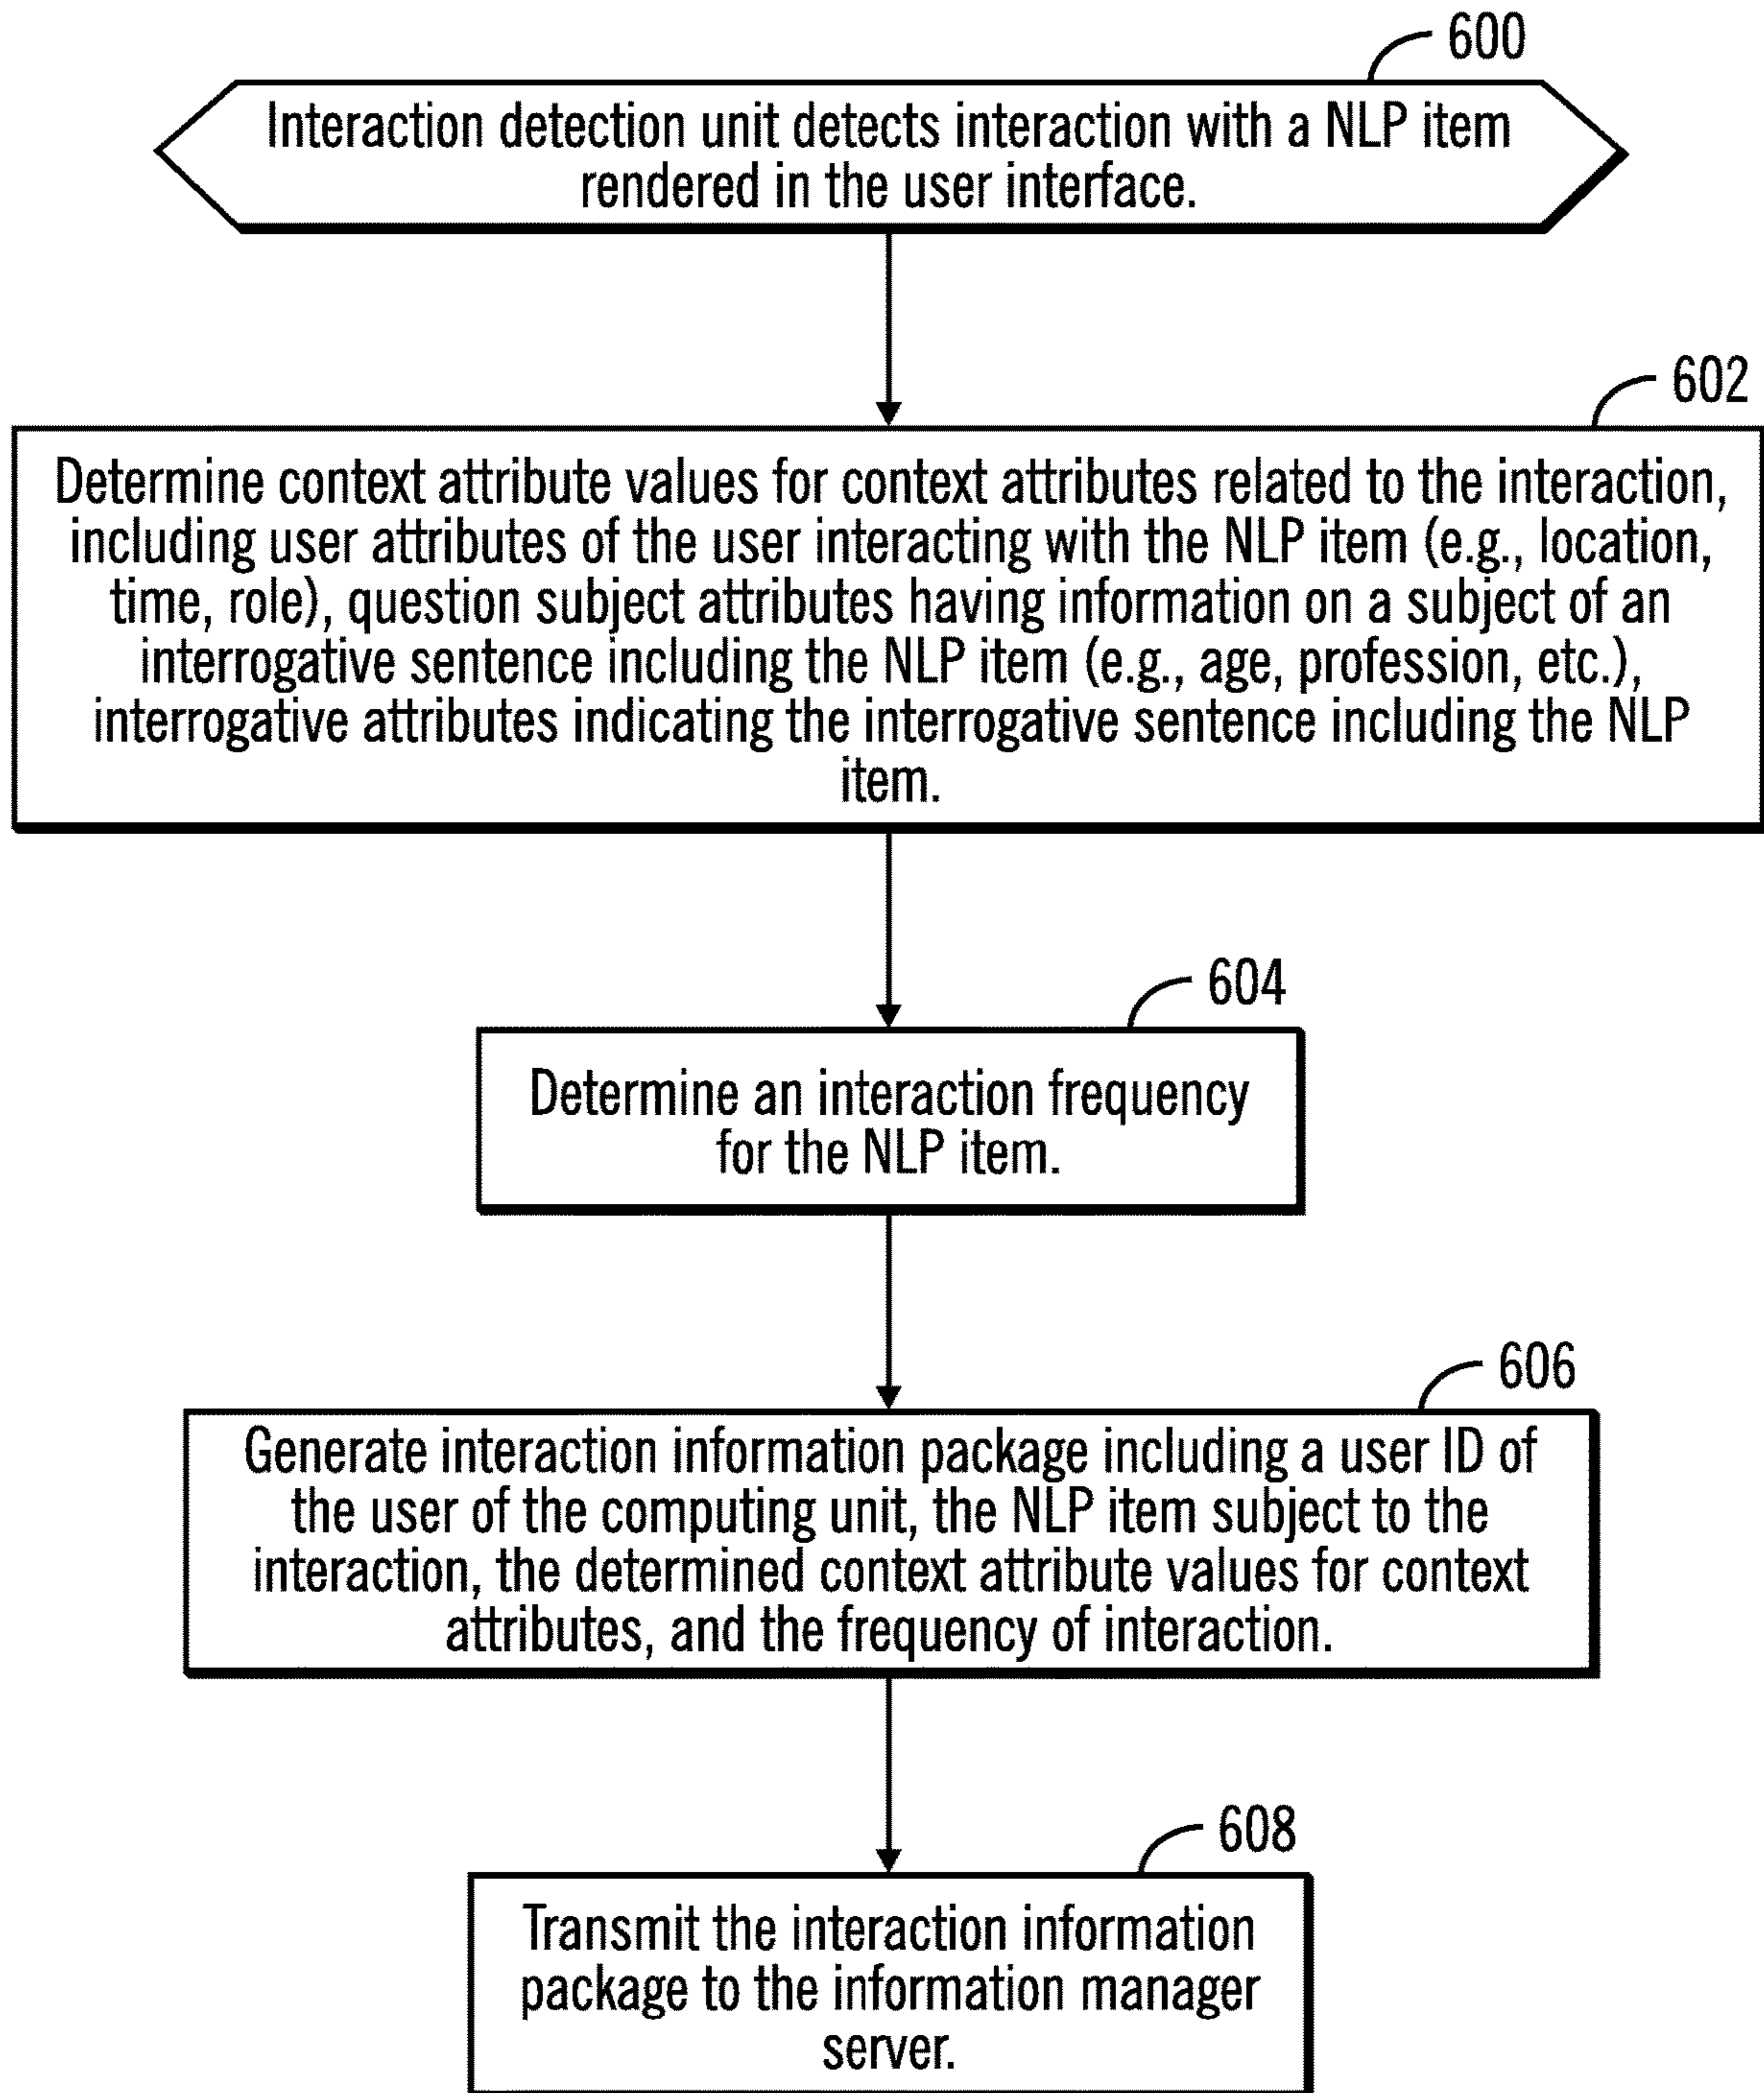 600
Interaction detection unit detects interaction with a NLP item
rendered in the user interface.
602
Determine context attribute values for context attributes related to the interaction,
including user attributes of the user interacting with the NLP item (e.g., location,
time, role), question subject attributes having information on a subject of an
interrogative sentence including the NLP item (e.g., age, profession, etc.),
interrogative attributes indicating the interrogative sentence including the NLP
item.
604
Determine an interaction frequency
for the NLP item.
606
Generate interaction information package including a user ID of
the user of the computing unit, the NLP item subject to the
interaction, the determined context attribute values for context
attributes, and the frequency of interaction.
608
Transmit the interaction information
package to the information manager
server.